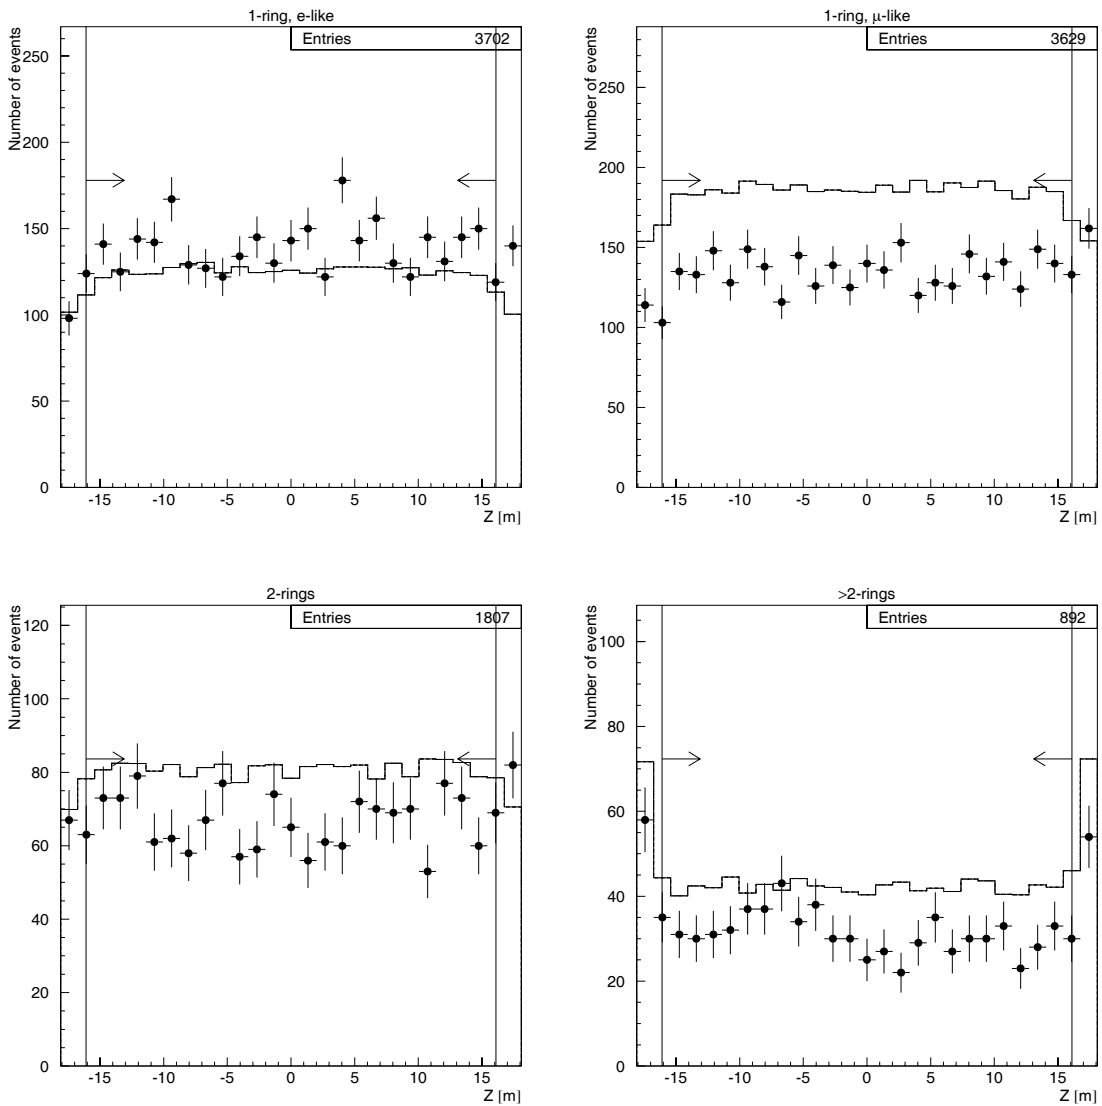 1-ring, e-like
Number of events
Entries 3702
250
200
150
100
50
0
-15 -10 -5 0 5 10 15
Z [m]
1-ring, μ-like
Number of events
Entries 3629
250
200
150
100
50
0
-15 -10 -5 0 5 10 15
Z [m]
2-rings
Number of events
Entries 1807
120
100
80
60
40
20
0
-15 -10 -5 0 5 10 15
Z [m]
>2-rings
Number of events
Entries 892
100
80
60
40
20
0
-15 -10 -5 0 5 10 15
Z [m]